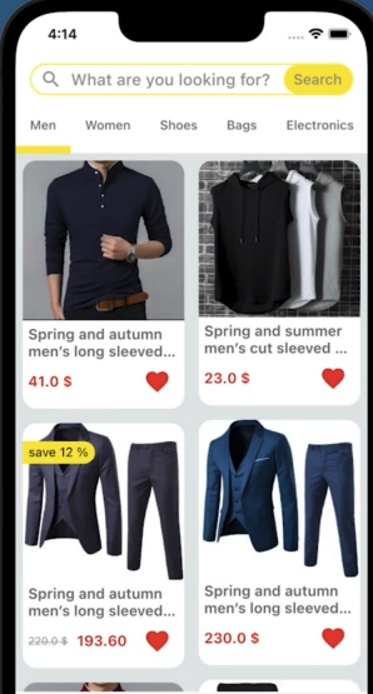 4:14
What are you looking for?
Search
Men Women Shoes Bags Electronics
Spring and autumn
men's long sleeved...
41.0 $
Spring and summer
men's cut sleeved ...
23.0 $
save 12 %
Spring and autumn
men's long sleeved...
220.0 $ 193.60
Spring and autumn
men's long sleeved...
230.0 $